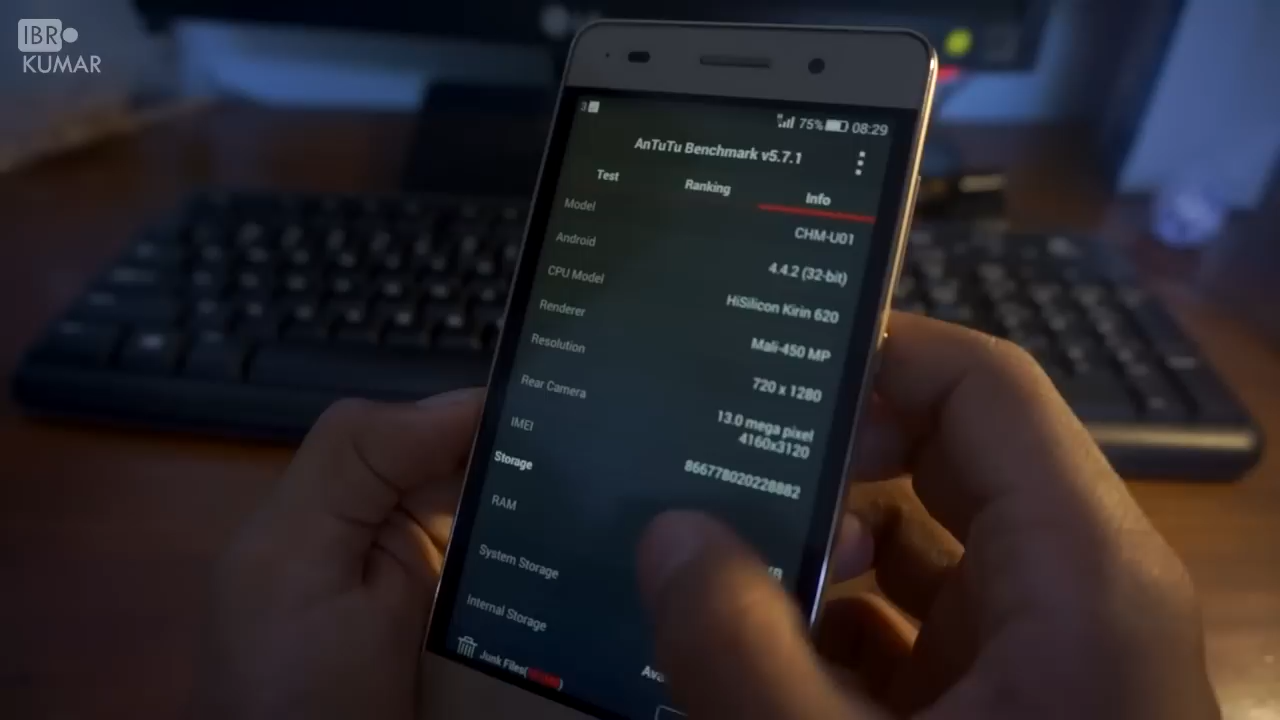 IBR
KUMAR
3
75% 08:29
AnTuTu Benchmark v5.7.1
Test Ranking Info
Model CHM-U01
Android 4.4.2 (32-bit)
CPU Model HiSilicon Kirin 620
Renderer Mali-450 MP
Resolution 720 x 1280
Rear Camera 13.0 mega pixel
4160x3120
IMEI 866778020228882
Storage
RAM
System Storage
Internal Storage
Junk Files(